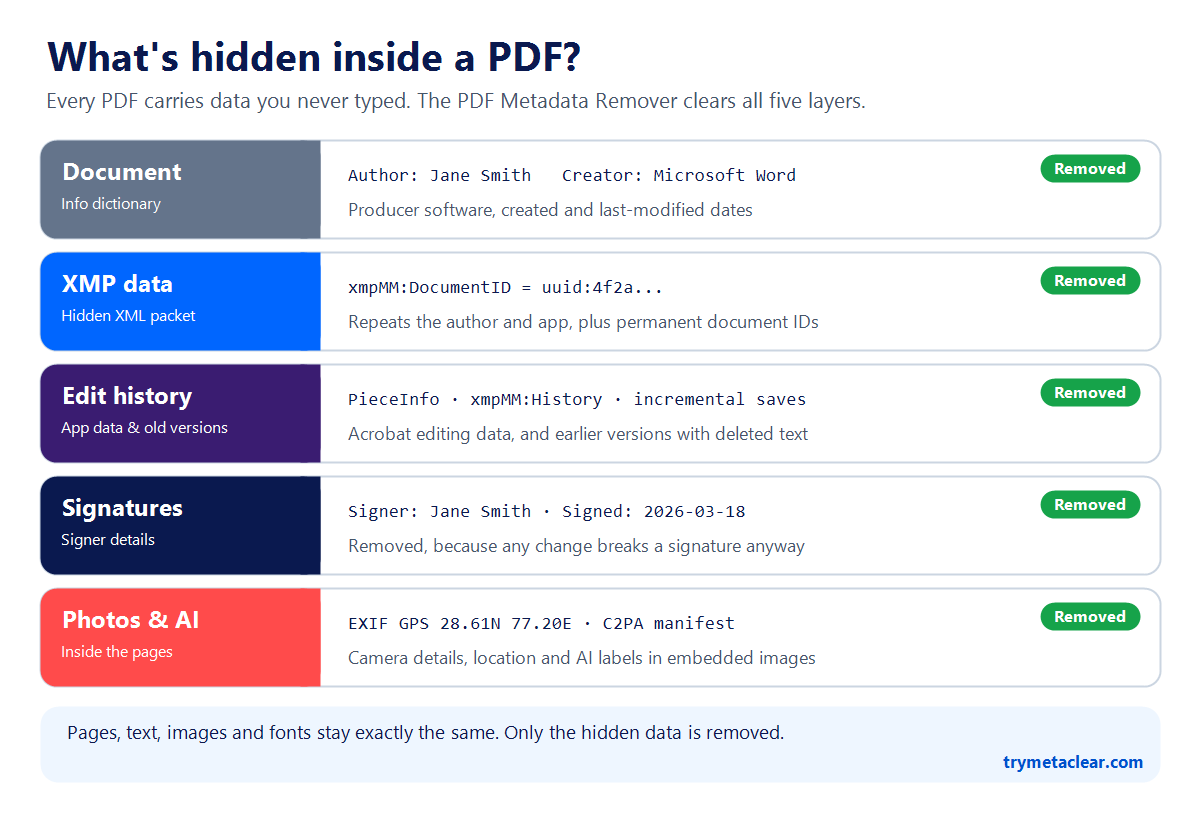 What's hidden inside a PDF?
Every PDF carries data you never typed. The PDF Metadata Remover clears all five layers.
Document
Info dictionary
Author: Jane Smith   Creator: Microsoft Word
Producer software, created and last-modified dates
Removed
XMP data
Hidden XML packet
xmpMM:DocumentID = uuid:4f2a...
Repeats the author and app, plus permanent document IDs
Removed
Edit history
App data & old versions
PieceInfo · xmpMM:History · incremental saves
Acrobat editing data, and earlier versions with deleted text
Removed
Signatures
Signer details
Signer: Jane Smith · Signed: 2026-03-18
Removed, because any change breaks a signature anyway
Removed
Photos & AI
Inside the pages
EXIF GPS 28.61N 77.20E · C2PA manifest
Camera details, location and AI labels in embedded images
Removed
Pages, text, images and fonts stay exactly the same. Only the hidden data is removed.
trymetaclear.com